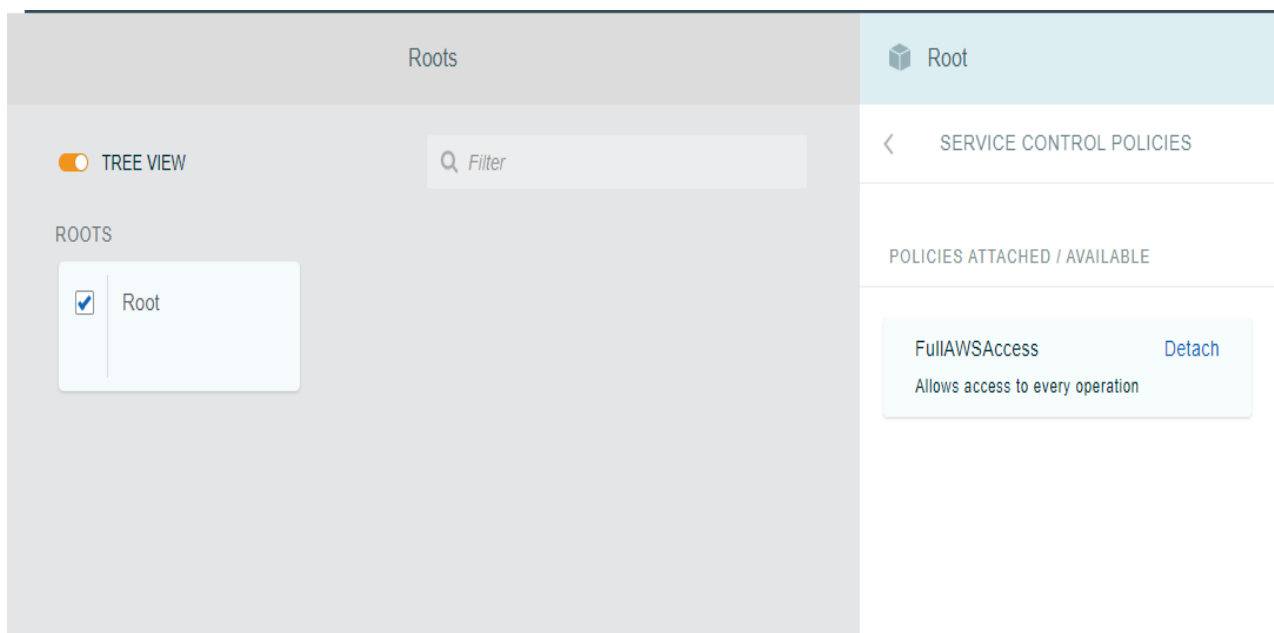 Roots
Root
TREE VIEW
Filter
SERVICE CONTROL POLICIES
ROOTS
Root
POLICIES ATTACHED / AVAILABLE
FullAWSAccess
Detach
Allows access to every operation